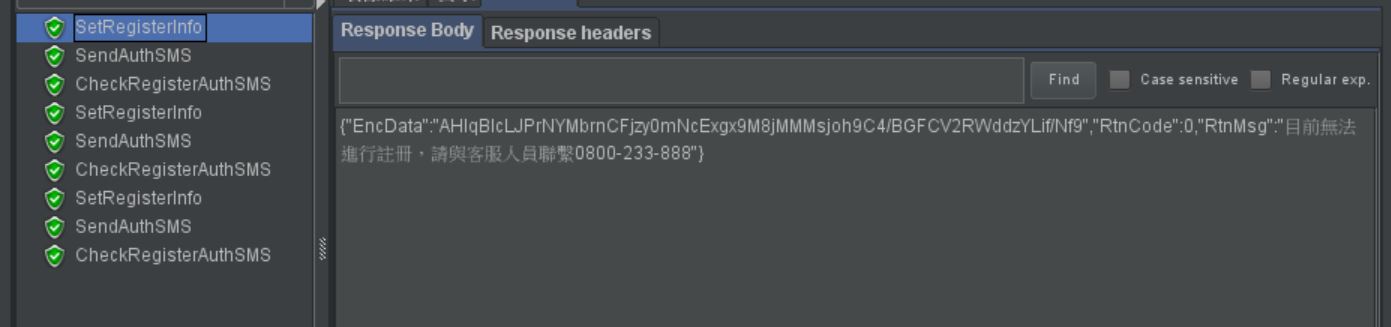 SetRegisterInfo
SendAuthSMS
CheckRegisterAuthSMS
SetRegisterInfo
SendAuthSMS
CheckRegisterAuthSMS
SetRegisterInfo
SendAuthSMS
CheckRegisterAuthSMS
Response Body
Response headers
Find
Case sensitive
Regular exp.
{"EncData":"AHIqBIcLJPrNYMbrnCFjzy0mNcExgx9M8jMMMsjoh9C4/BGFCV2RWddzYLif/Nf9","RtnCode":0,"RtnMsg":"目前無法
進行註冊，請與客服人員聯繫0800-233-888"}